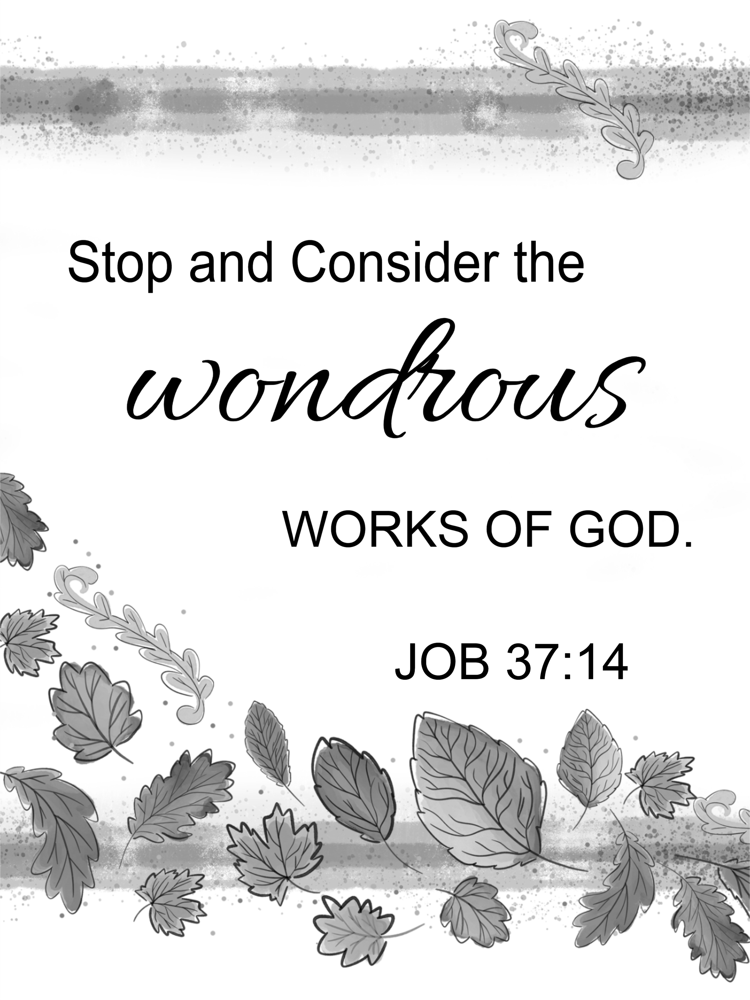 Stop and Consider the
wondrous
WORKS OF GOD.
JOB 37:14